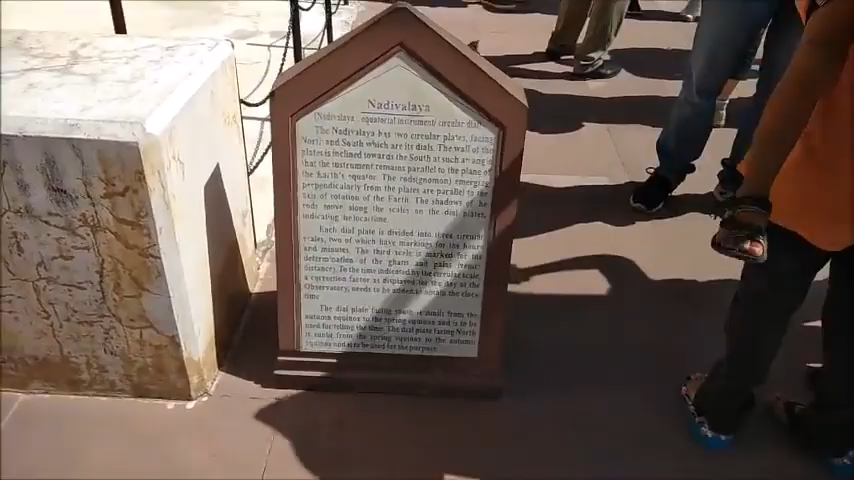 Nadivalaya
(Nadivalaya - equatorial instrument/circular dial)
The Nadivalaya has two circular plates, facing
North and South which are its dials. The wall of the
plates is inclined towards the South at such an angle
that the instrument remains parallel to the plane of
the equator. The rods(gnomon) emerging
perpendicularly from the plates are parallel to the
axis of rotation of the Earth. The shadows of the
rods move along the scales on the dial plates,
indicating the local time.
Each dial plate is divided into three circular
scales, two of which have markings for the hours
and minutes. The third scale is marked for
measurements in the ghatis and palas (zenith
distance). To the time indicated by the circular scale,
a correction factor as displayed for the day at the
Observatory, needs to be added to obtain the clock
time.
The dial plate facing South is sunlit from the
autumn equinox to the spring equinox and is to be
used for telling the time. The dial plate facing North
is sunlit from the spring equinox to the autumn
equinox and is to be used for the purpose.